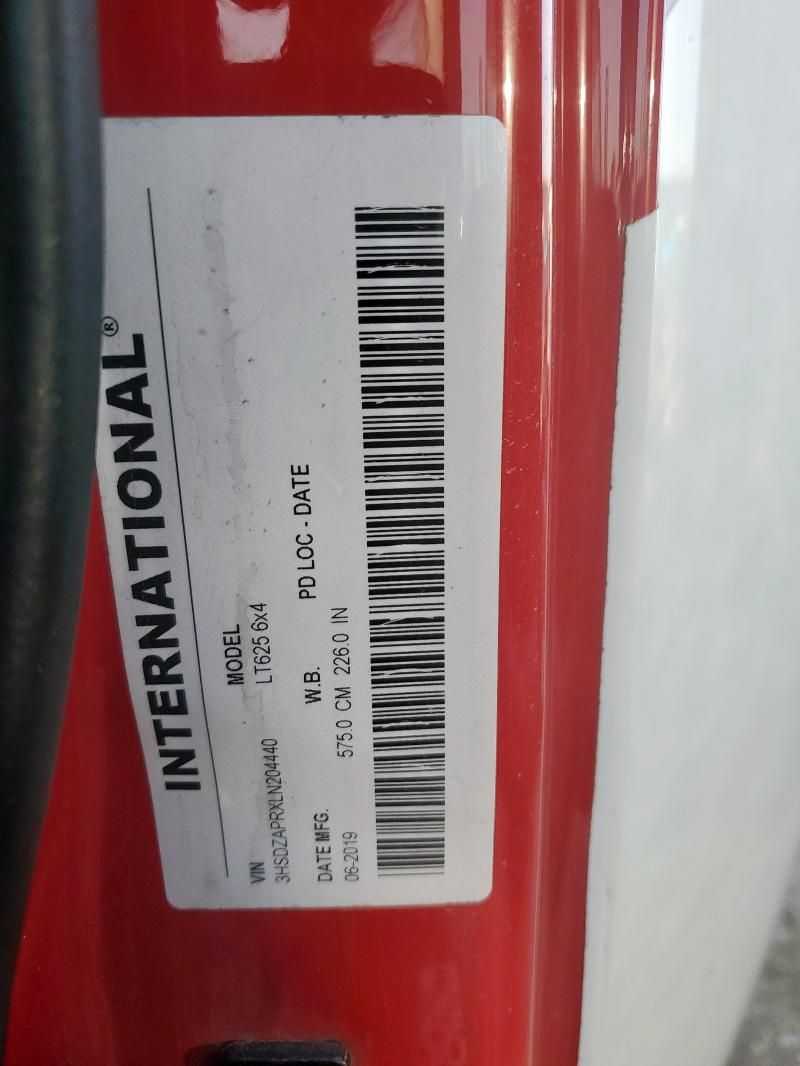 INTERNATIONAL®
VIN MODEL
3HSDZAPRXLN204440 LT625 6x4
DATE MFG. W.B. PD LOC - DATE
06-2019 575.0 CM 226.0 IN